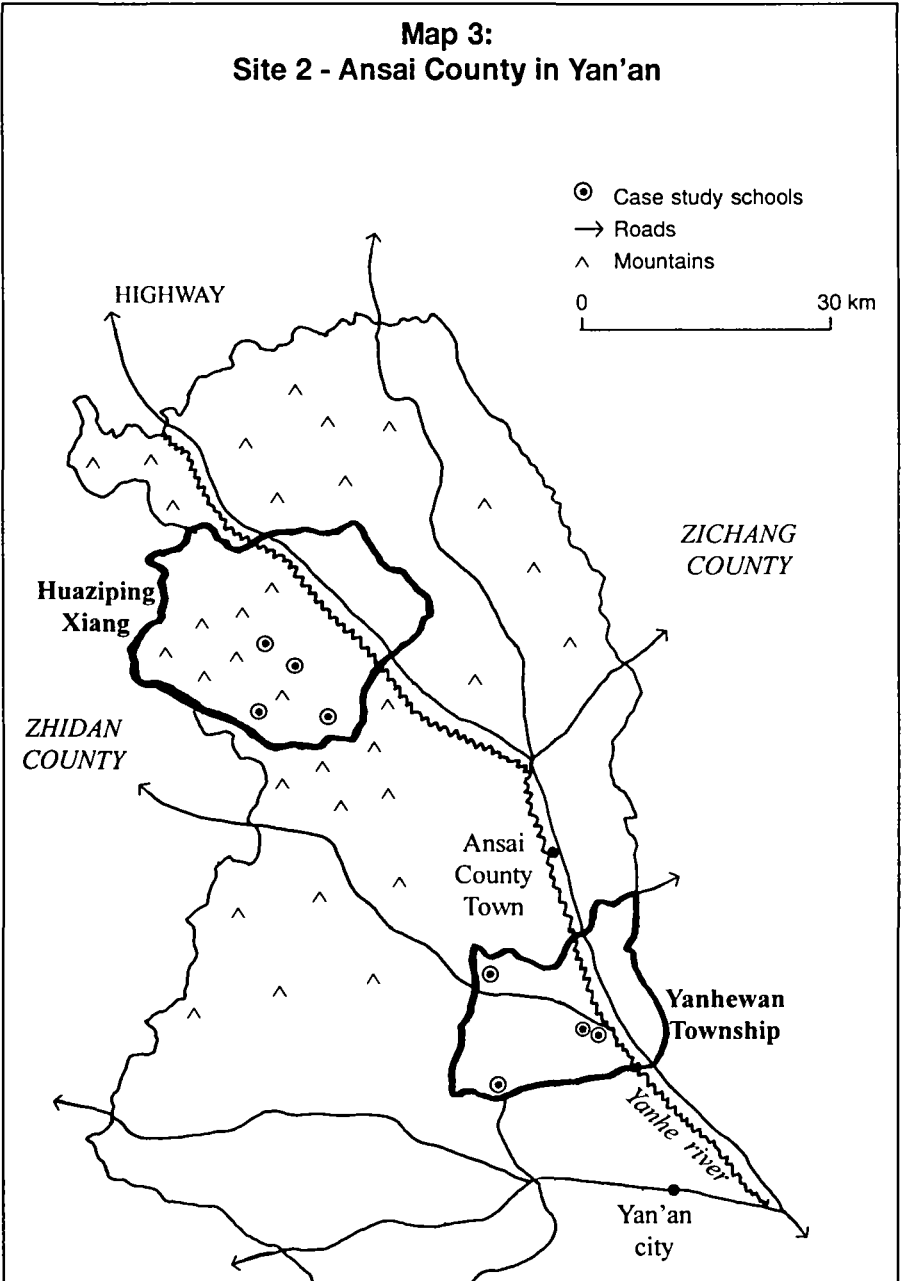 Map 3:
Site 2 - Ansai County in Yan'an
Case study schools
Roads
Mountains
0 30 km
HIGHWAY
ZICHANG
COUNTY
Huaziping
Xiang
ZHIDAN
COUNTY
Ansai
County
Town
Yanhewan
Township
Yanhe river
Yan'an
city